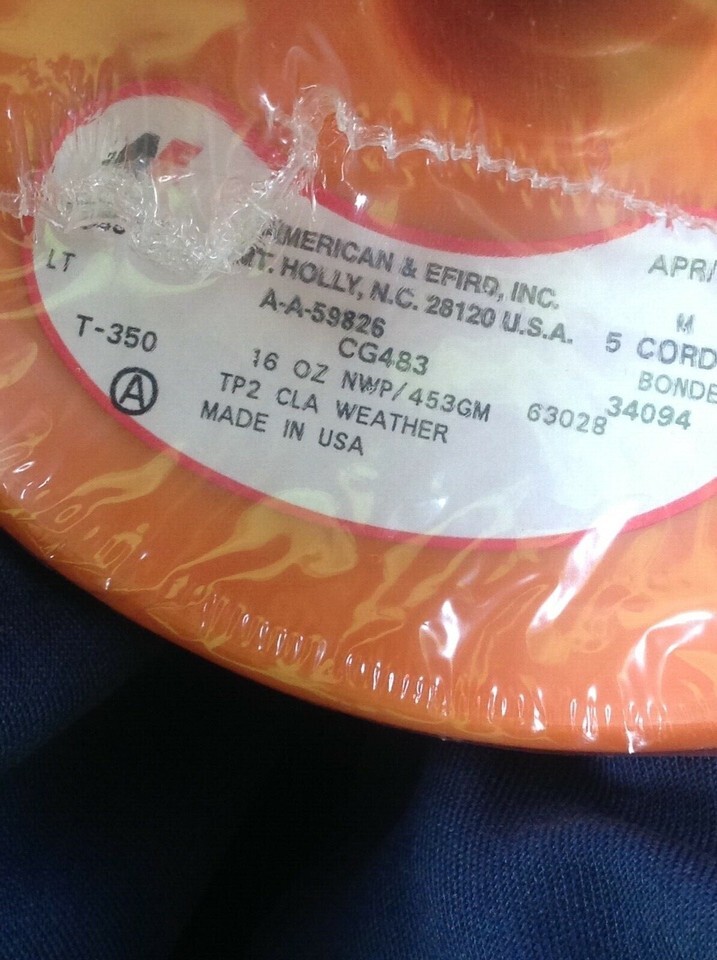 AMERICAN & EFIRD, INC.
MT. HOLLY, N.C. 28120 U.S.A.
A-A-59826
CG483
16 OZ NWP/453GM 63028
TP2 CLA WEATHER
MADE IN USA
LT
T-350
A
APRI
M
5 CORD
BONDE
34094